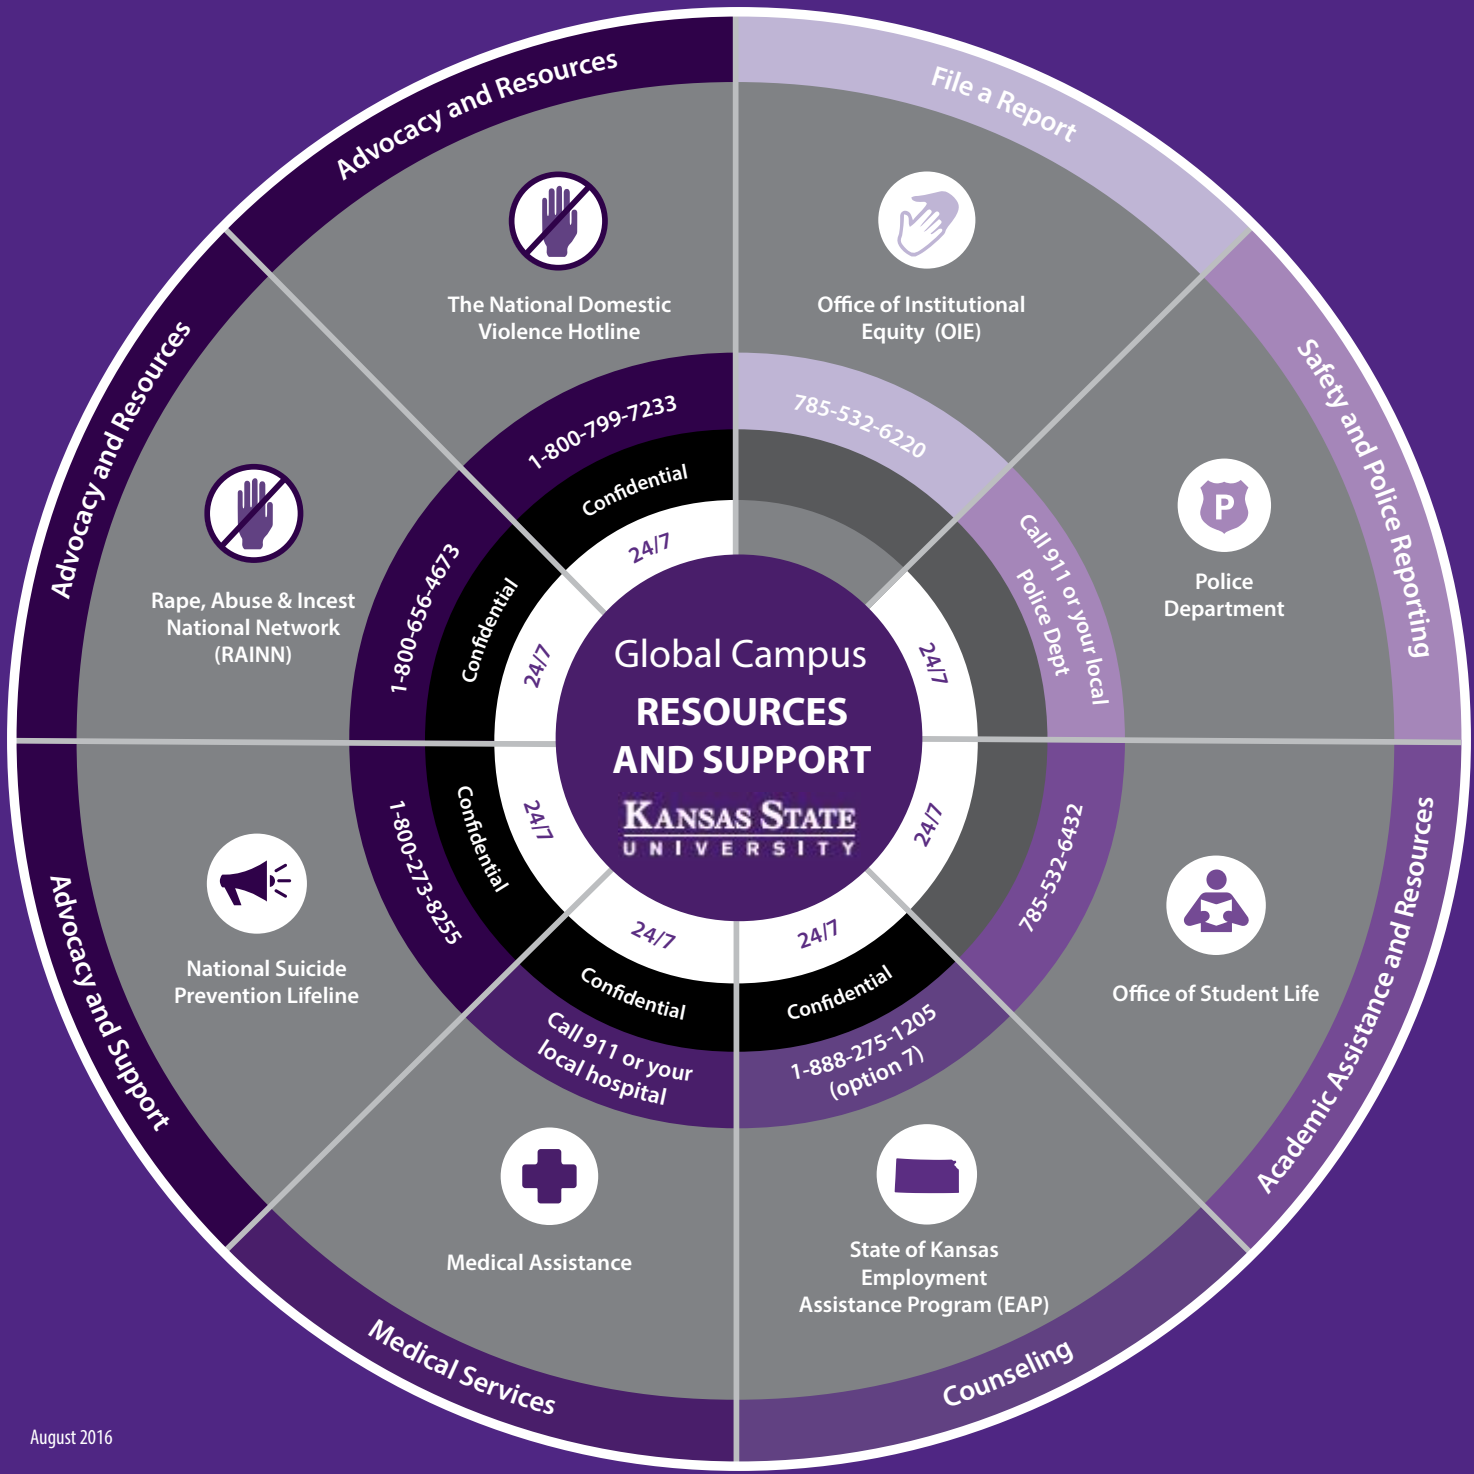 Global Campus
RESOURCES
AND SUPPORT
KANSAS STATE
UNIVERSITY
File a Report
Office of Institutional
Equity (OIE)
785-532-6220
Safety and Police Reporting
P
Police
Department
Call 911 or your local
Police Dept
24/7
Academic Assistance and Resources
Office of Student Life
785-532-6432
24/7
Counseling
State of Kansas
Employment
Assistance Program (EAP)
1-888-275-1205
(option 7)
Confidential
24/7
Medical Services
Medical Assistance
Call 911 or your
local hospital
Confidential
24/7
Advocacy and Support
National Suicide
Prevention Lifeline
1-800-273-8255
Confidential
24/7
Advocacy and Resources
Rape, Abuse & Incest
National Network
(RAINN)
1-800-656-4673
Confidential
24/7
Advocacy and Resources
The National Domestic
Violence Hotline
1-800-799-7233
Confidential
24/7
August 2016